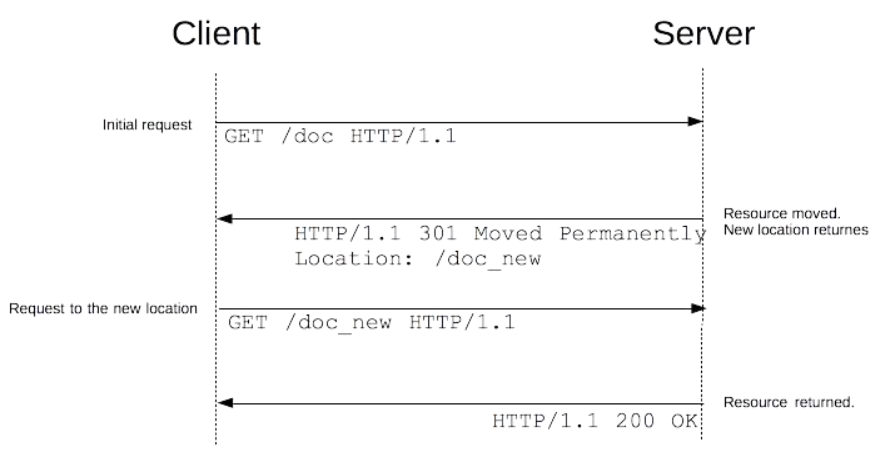 Client
Server
Initial request
GET /doc HTTP/1.1
Resource moved.
New location returnes
HTTP/1.1 301 Moved Permanently
Location: /doc_new
Request to the new location
GET /doc_new HTTP/1.1
Resource returned.
HTTP/1.1 200 OK